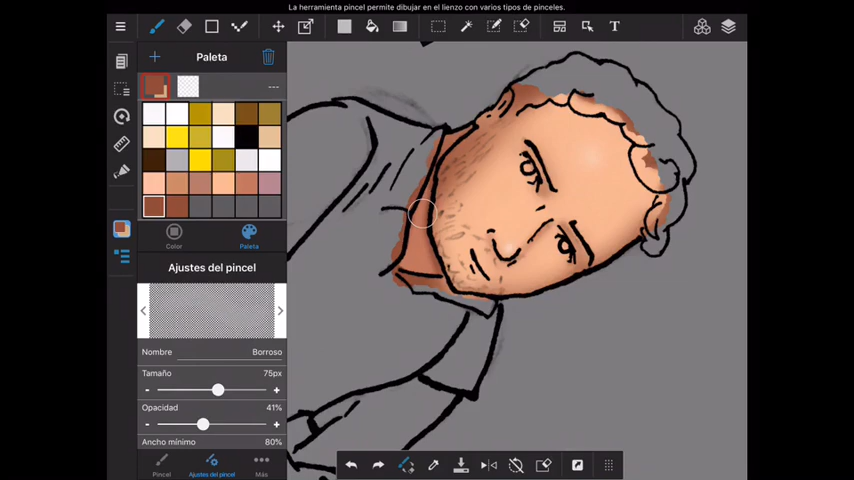 La herramienta pincel permite dibujar en el lienzo con varios tipos de pinceles.
T
Paleta
Color
Paleta
Ajustes del pincel
Nombre Borroso
Tamaño 75px
- +
Opacidad 41%
- +
Ancho mínimo 80%
Pincel
Ajustes del pincel
Más